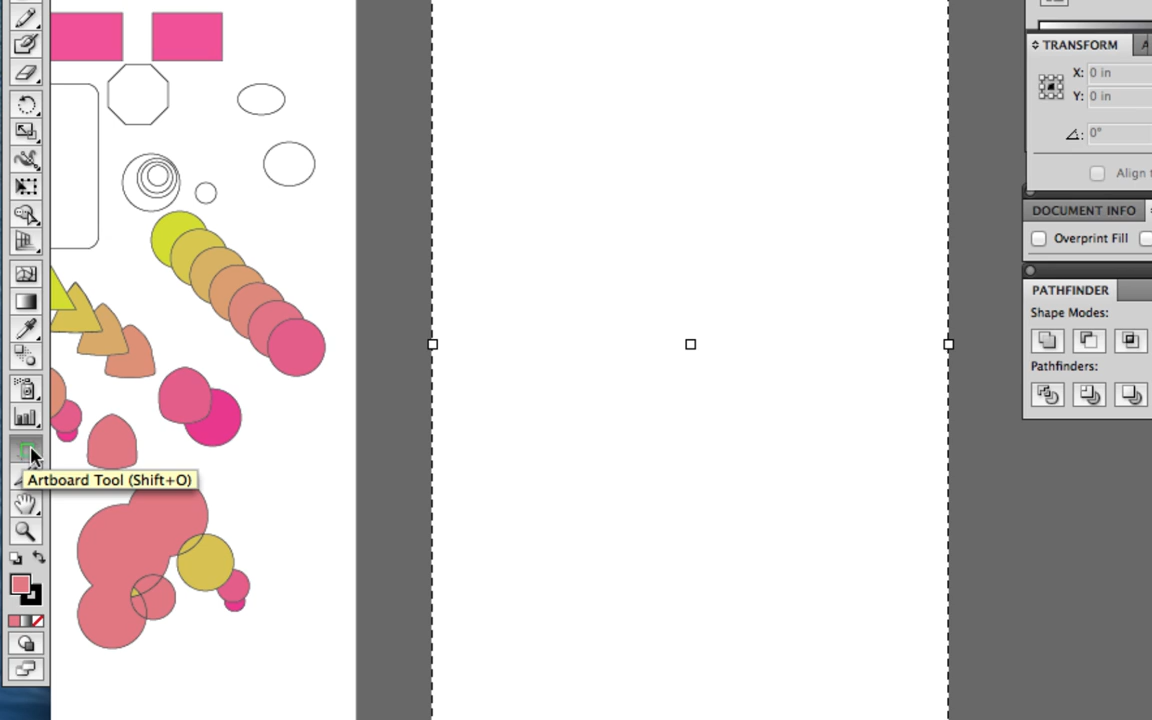 TRANSFORM
X: 0 in
Y: 0 in
0°
Align
DOCUMENT INFO
Overprint Fill
PATHFINDER
Shape Modes:
Pathfinders:
Artboard Tool (Shift+O)